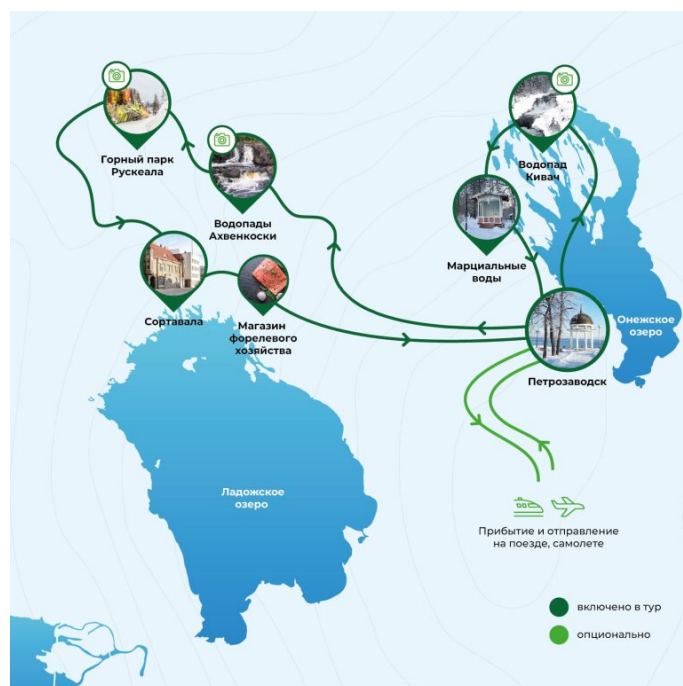 Горный парк
Рускеала
Водопады
Ахвенкоски
Водопад
Кивач
Марциальные
воды
Сортавала
Магазин
форелевого
хозяйства
Онежское
озеро
Петрозаводск
Ладожское
озеро
Прибытие и отправление
на поезде, самолете
включено в тур
опционально